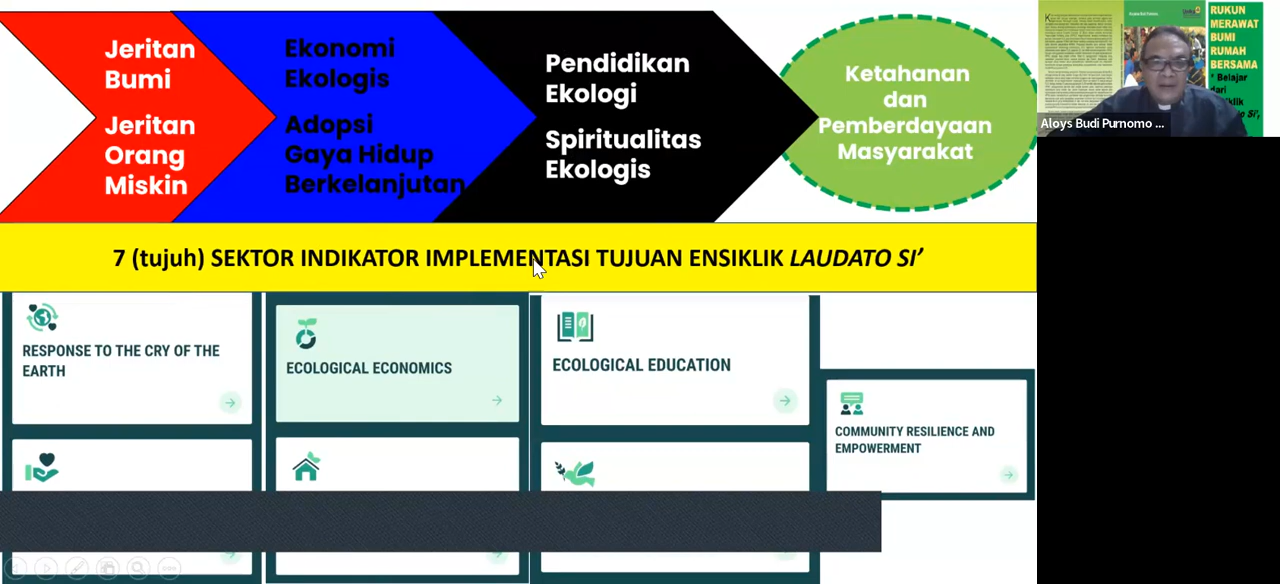 Jeritan
Bumi
Jeritan
Orang
Miskin
Ekonomi
Ekologis
Adopsi
Gaya Hidup
Berkelanjutan
Pendidikan
Ekologi
Spiritualitas
Ekologis
Ketahanan
dan
Pemberdayaan
Masyarakat
RUKUN
MERAWAT
BUMI
RUMAH
BERSAMA
* Belajar
dari
Aloys Budi Purnomo ...
7 (tujuh) SEKTOR INDIKATOR IMPLEMENTASI TUJUAN ENSIKLIK LAUDATO SI’
RESPONSE TO THE CRY OF THE
EARTH
ECOLOGICAL ECONOMICS
ECOLOGICAL EDUCATION
COMMUNITY RESILIENCE AND
EMPOWERMENT